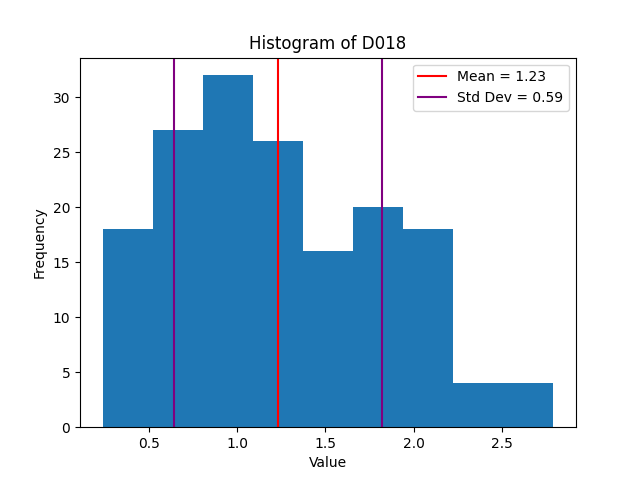 Histogram of D018
Mean = 1.23
Std Dev = 0.59
Frequency
30
25
20
15
10
5
0
0.5 1.0 1.5 2.0 2.5
Value